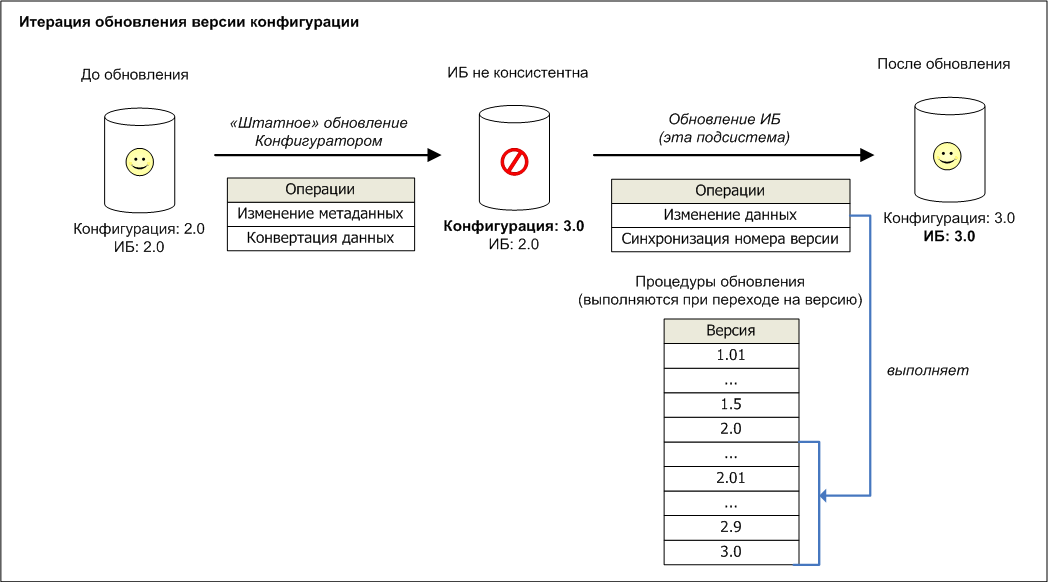 Итерация обновления версии конфигурации
До обновления
ИБ не консистентна
После обновления
«Штатное» обновление
Конфигуратором
Обновление ИБ
(эта подсистема)
Операции
Изменение метаданных
Конвертация данных
Операции
Изменение данных
Синхронизация номера версии
Конфигурация: 2.0
ИБ: 2.0
Конфигурация: 3.0
ИБ: 2.0
Конфигурация: 3.0
ИБ: 3.0
Процедуры обновления
(выполняются при переходе на версию)
Версия
1.01
...
1.5
2.0
...
2.01
...
2.9
3.0
выполняет